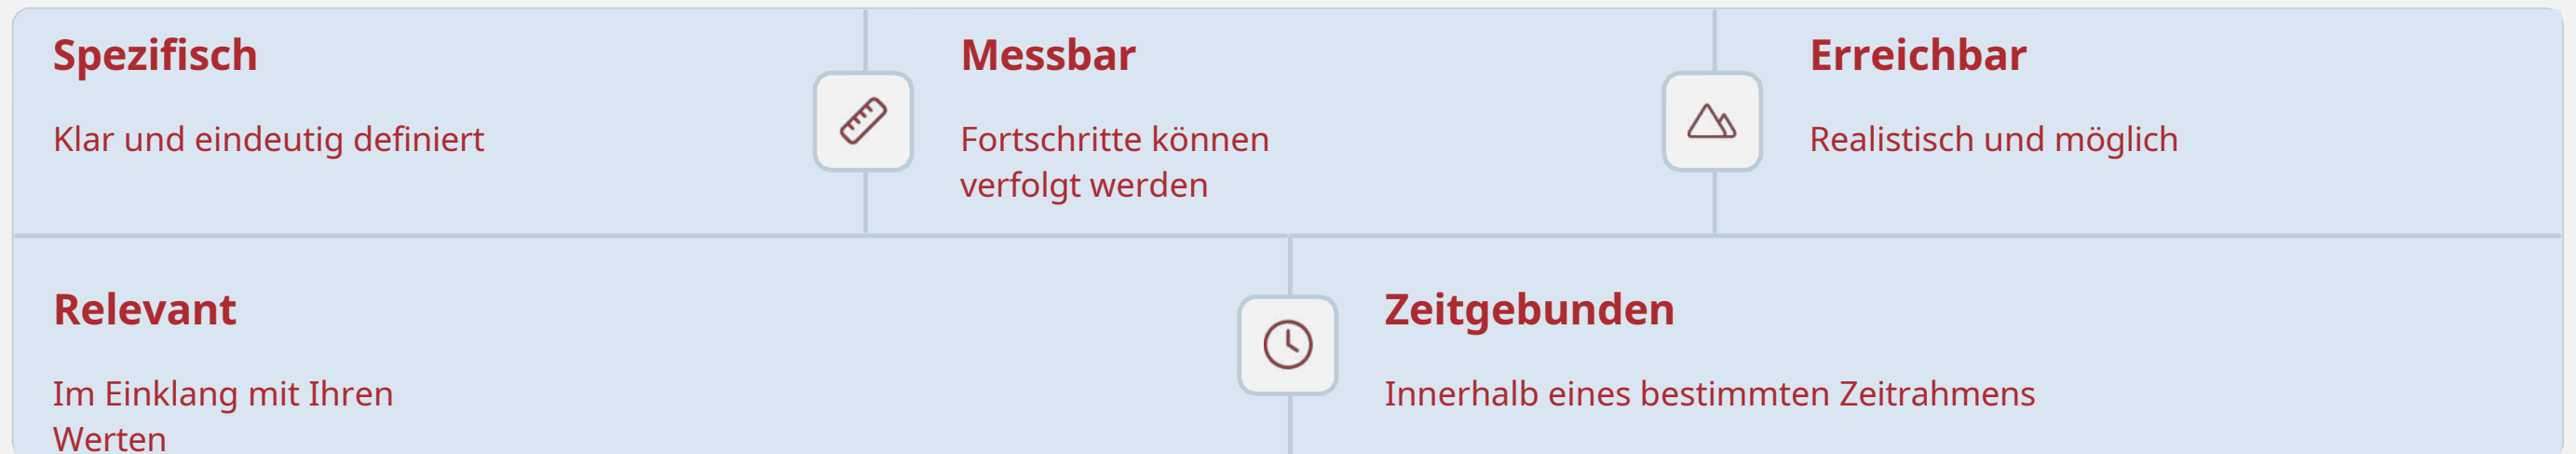 Spezifisch
Klar und eindeutig definiert
Messbar
Fortschritte können
verfolgt werden
Erreichbar
Realistisch und möglich
Relevant
Im Einklang mit Ihren
Werten
Zeitgebunden
Innerhalb eines bestimmten Zeitrahmens